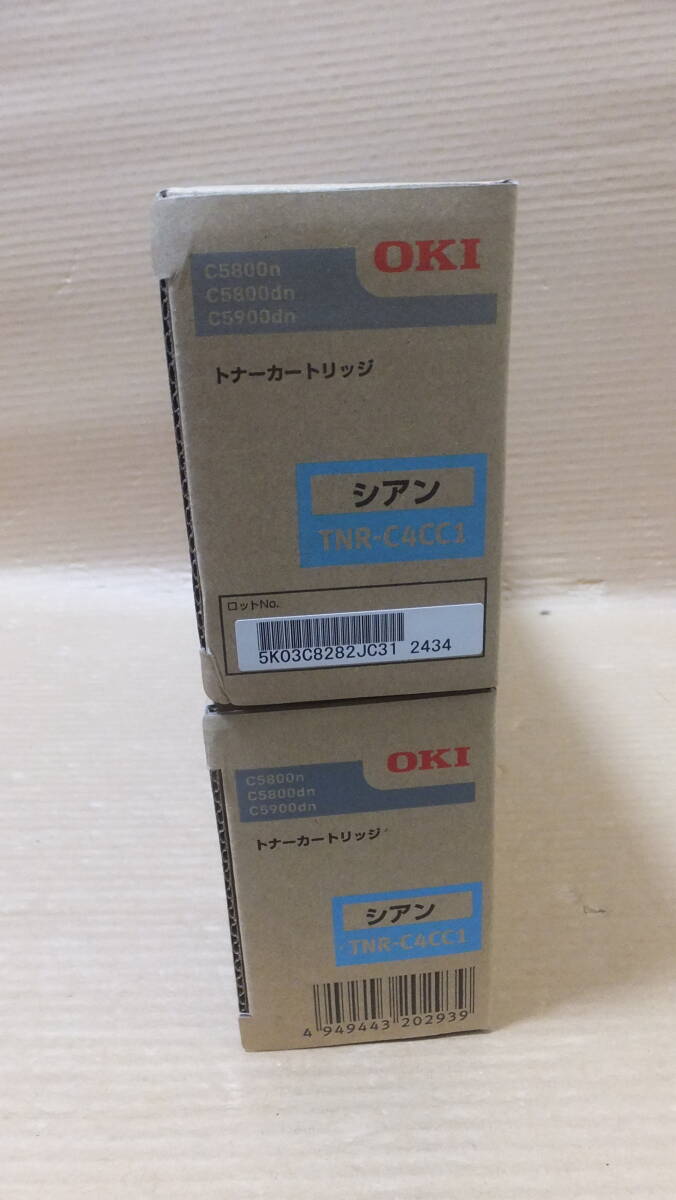 OKI
C5800n
C5800dn
C5900dn
トナーカートリッジ
シアン
TNR-C4CC1
ロットNo.
5K03C8282JC31 2434
OKI
C5800n
C5800dn
C5900dn
トナーカートリッジ
シアン
TNR-C4CC1
4 949443 202939